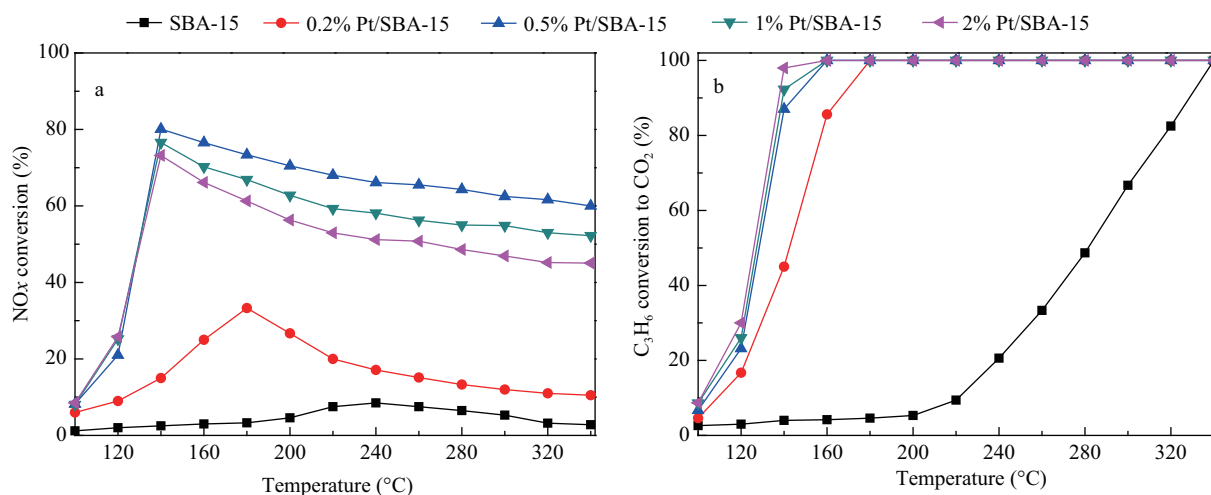 SBA-15 0.2% Pt/SBA-15 0.5% Pt/SBA-15 1% Pt/SBA-15 2% Pt/SBA-15
a
NOx conversion (%)
100
80
60
40
20
0
120 160 200 240 280 320
Temperature (°C)
b
C₃H₆ conversion to CO₂ (%)
100
80
60
40
20
0
120 160 200 240 280 320
Temperature (°C)